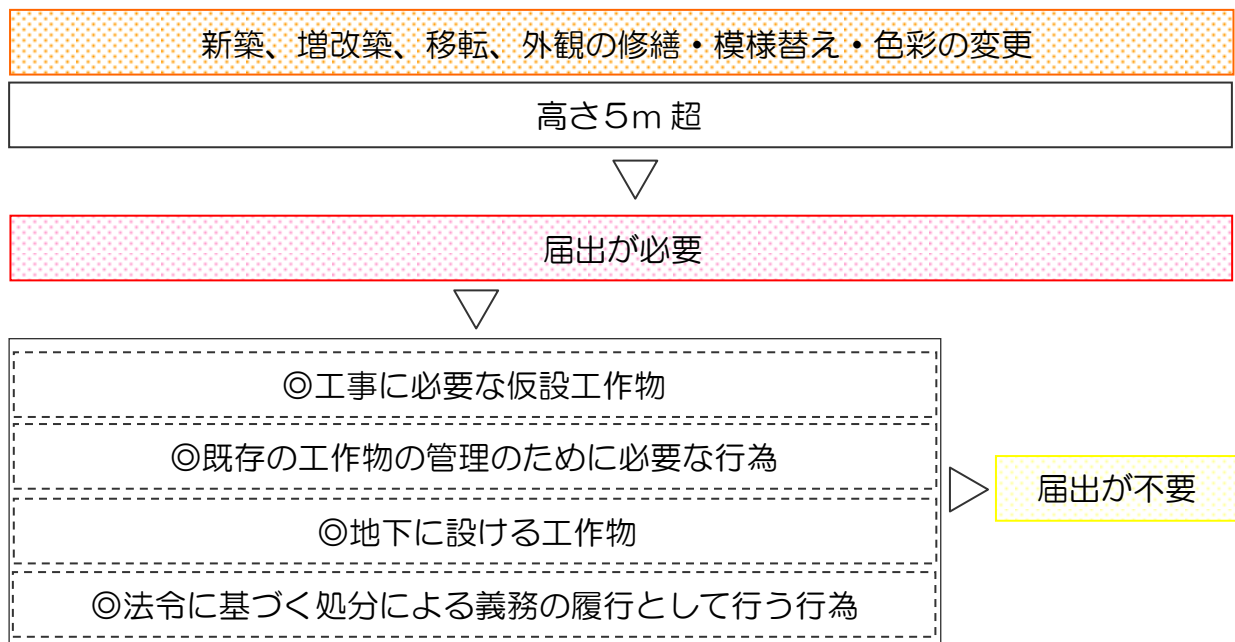 新築、増改築、移転、外観の修繕・模様替え・色彩の変更
高さ5m 超
届出が必要
◎工事に必要な仮設工作物
◎既存の工作物の管理のために必要な行為
届出が不要
◎地下に設ける工作物
◎法令に基づく処分による義務の履行として行う行為